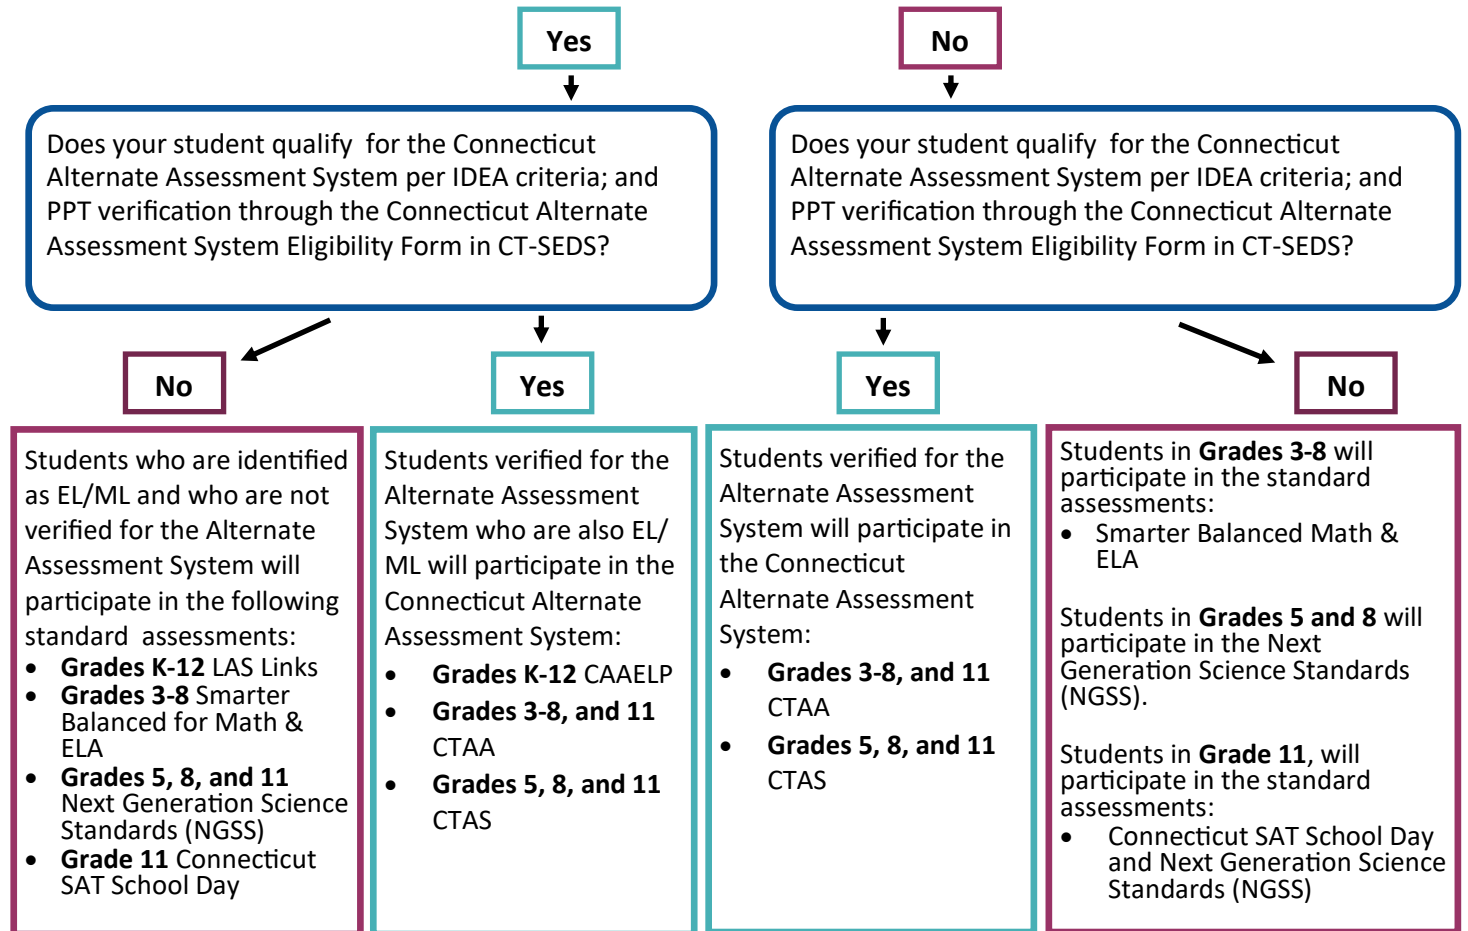 Yes
No
Does your student qualify for the Connecticut
Alternate Assessment System per IDEA criteria; and
PPT verification through the Connecticut Alternate
Assessment System Eligibility Form in CT-SEDS?
Does your student qualify for the Connecticut
Alternate Assessment System per IDEA criteria; and
PPT verification through the Connecticut Alternate
Assessment System Eligibility Form in CT-SEDS?
No
Yes
Yes
No
Students who are identified
as EL/ML and who are not
verified for the Alternate
Assessment System will
participate in the following
standard assessments:
• Grades K-12 LAS Links
• Grades 3-8 Smarter
Balanced for Math &
ELA
• Grades 5, 8, and 11
Next Generation Science
Standards (NGSS)
• Grade 11 Connecticut
SAT School Day
Students verified for the
Alternate Assessment
System who are also EL/
ML will participate in the
Connecticut Alternate
Assessment System:
• Grades K-12 CAAELP
• Grades 3-8, and 11
CTAA
• Grades 5, 8, and 11
CTAS
Students verified for the
Alternate Assessment
System will participate in
the Connecticut
Alternate Assessment
System:
• Grades 3-8, and 11
CTAA
• Grades 5, 8, and 11
CTAS
Students in Grades 3-8 will
participate in the standard
assessments:
• Smarter Balanced Math &
ELA
Students in Grades 5 and 8 will
participate in the Next
Generation Science Standards
(NGSS).
Students in Grade 11, will
participate in the standard
assessments:
• Connecticut SAT School Day
and Next Generation Science
Standards (NGSS)